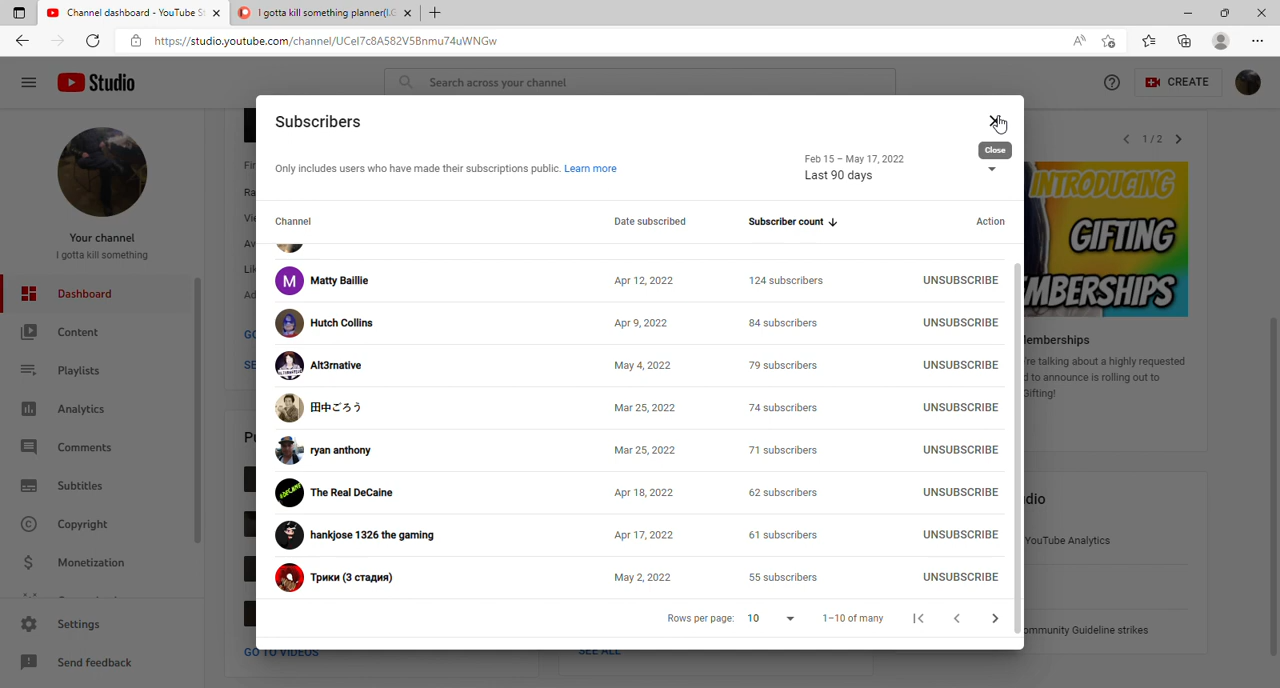 Channel dashboard - YouTube St
I gotta kill something planner(I.G
https://studio.youtube.com/channel/UCeI7c8A582V5Bnmu74uWNGw
Studio
Search across your channel
CREATE
Subscribers
Close
Only includes users who have made their subscriptions public. Learn more
Feb 15 – May 17, 2022
Last 90 days
Channel
Date subscribed
Subscriber count
Action
M Matty Baillie Apr 12, 2022 124 subscribers UNSUBSCRIBE
Hutch Collins Apr 9, 2022 84 subscribers UNSUBSCRIBE
Alt3rnative May 4, 2022 79 subscribers UNSUBSCRIBE
田中ごろう Mar 25, 2022 74 subscribers UNSUBSCRIBE
ryan anthony Mar 25, 2022 71 subscribers UNSUBSCRIBE
The Real DeCaine Apr 18, 2022 62 subscribers UNSUBSCRIBE
hankjose 1326 the gaming Apr 17, 2022 61 subscribers UNSUBSCRIBE
Трики (3 стадия) May 2, 2022 55 subscribers UNSUBSCRIBE
Rows per page: 10 1–10 of many
Your channel
I gotta kill something
Dashboard
Content
Playlists
Analytics
Comments
Subtitles
Copyright
Monetization
Settings
Send feedback
GO TO VIDEOS
SEE ALL
1 / 2
INTRODUCING
GIFTING
MBERSHIPS
emberships
're talking about a highly requested
d to announce is rolling out to
Gifting!
dio
YouTube Analytics
ommunity Guideline strikes